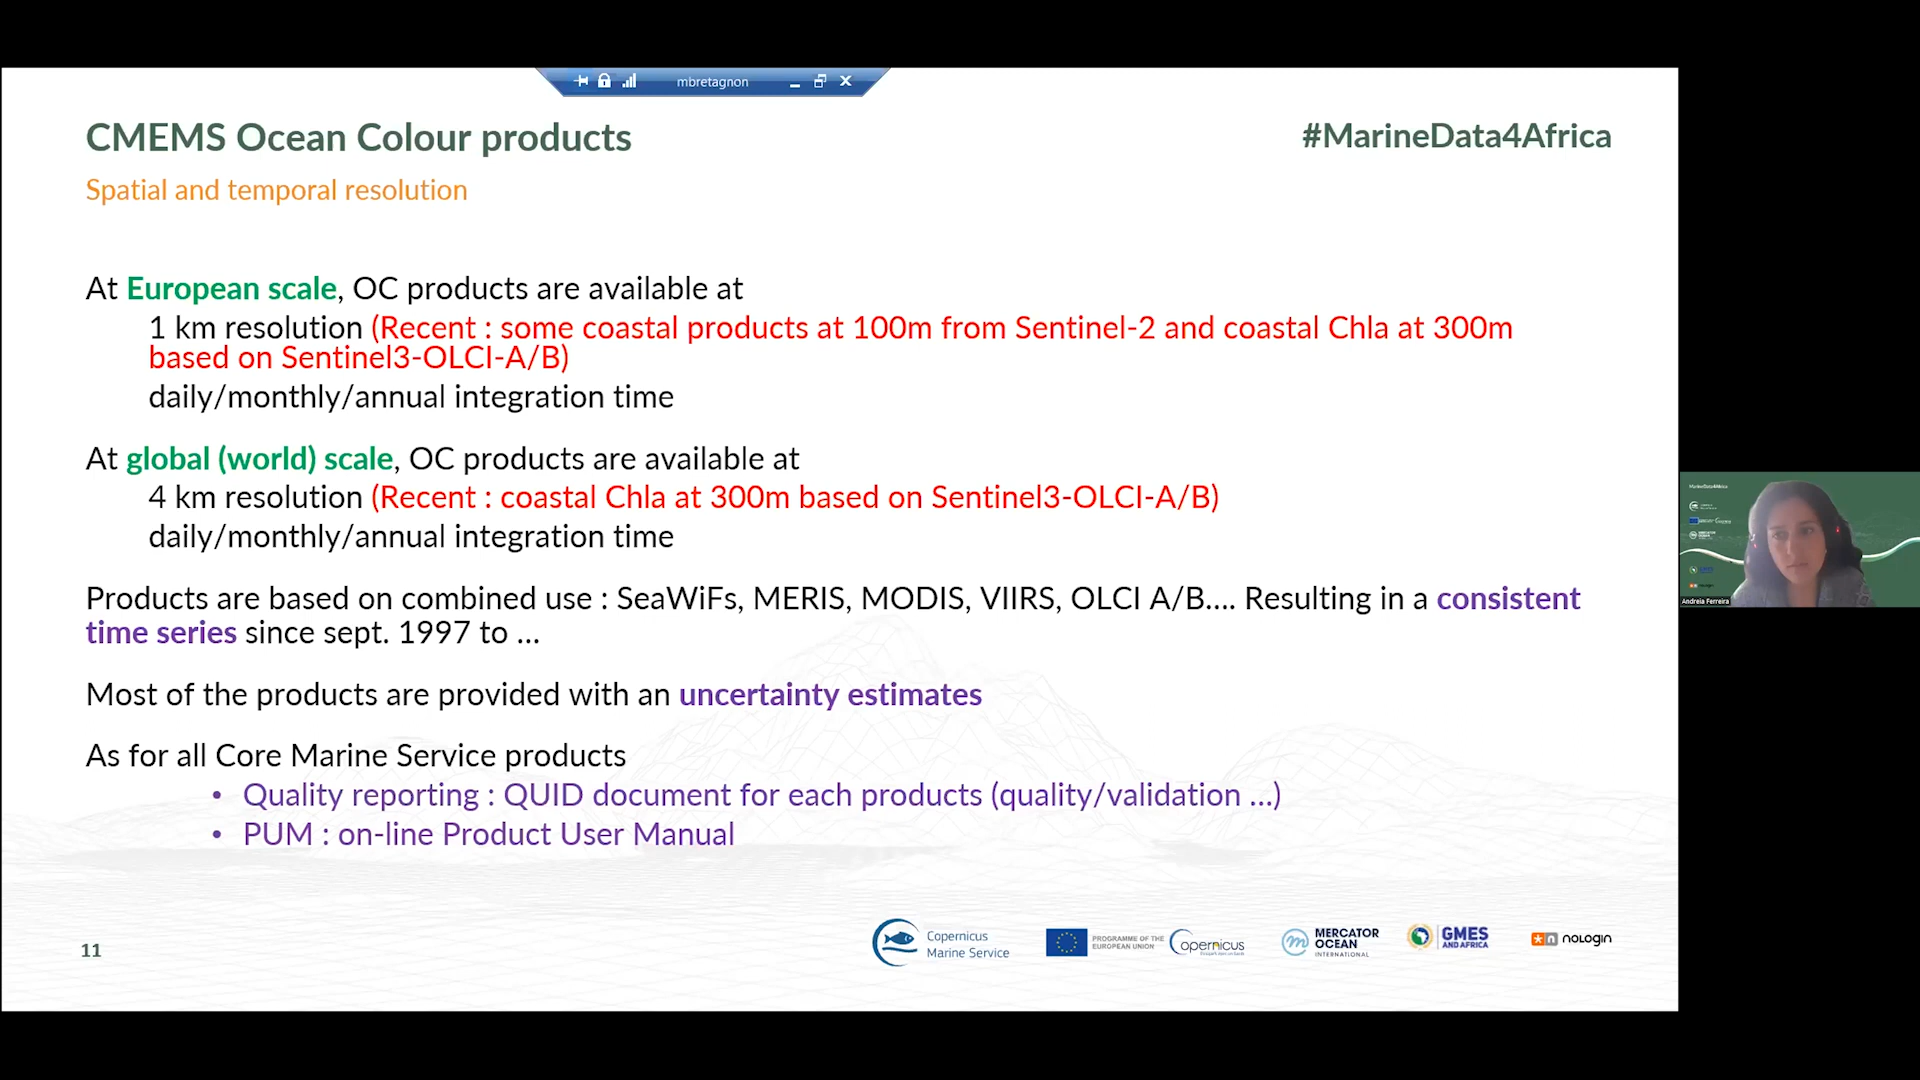 mbretagnon
CMEMS Ocean Colour products
#MarineData4Africa
Spatial and temporal resolution
At European scale, OC products are available at
1 km resolution (Recent : some coastal products at 100m from Sentinel-2 and coastal Chla at 300m
based on Sentinel3-OLCI-A/B)
daily/monthly/annual integration time
At global (world) scale, OC products are available at
4 km resolution (Recent : coastal Chla at 300m based on Sentinel3-OLCI-A/B)
daily/monthly/annual integration time
Products are based on combined use : SeaWiFs, MERIS, MODIS, VIIRS, OLCI A/B.... Resulting in a consistent
time series since sept. 1997 to ...
Most of the products are provided with an uncertainty estimates
As for all Core Marine Service products
• Quality reporting : QUID document for each products (quality/validation ...)
• PUM : on-line Product User Manual
11
Copernicus
Marine Service
PROGRAMME OF THE
EUROPEAN UNION
opernicus
MERCATOR
OCEAN
INTERNATIONAL
GMES
AND AFRICA
nologin
MarineData4Africa
Andreia Ferreira